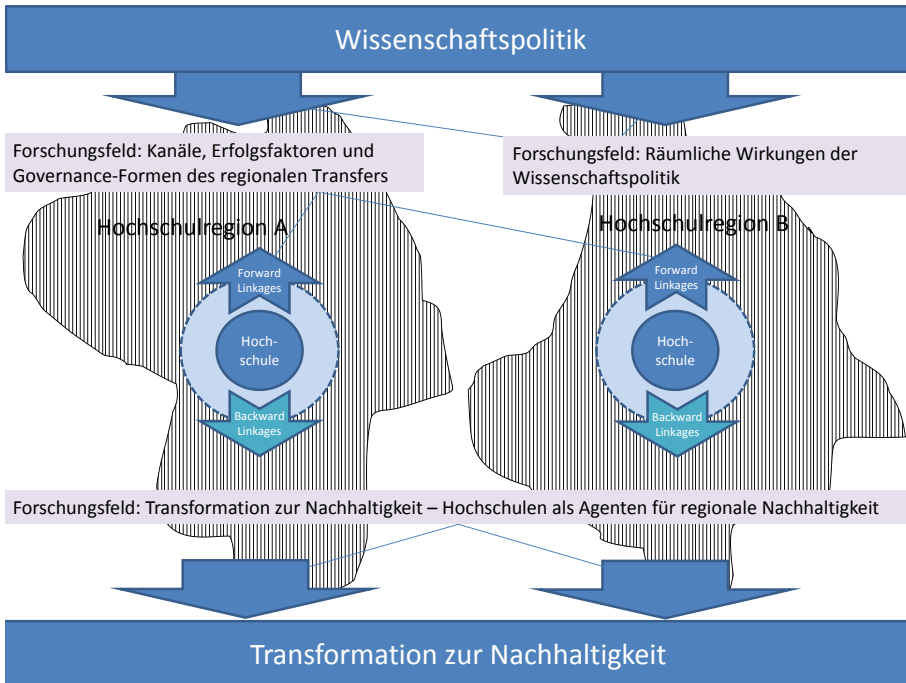 Wissenschaftspolitik
Forschungsfeld: Kanäle, Erfolgsfaktoren und
Governance-Formen des regionalen Transfers
Forschungsfeld: Räumliche Wirkungen der
Wissenschaftspolitik
Hochschulregion A
Hochschulregion B
Forward
Linkages
Hoch-
schule
Backward
Linkages
Forward
Linkages
Hoch-
schule
Backward
Linkages
Forschungsfeld: Transformation zur Nachhaltigkeit – Hochschulen als Agenten für regionale Nachhaltigkeit
Transformation zur Nachhaltigkeit